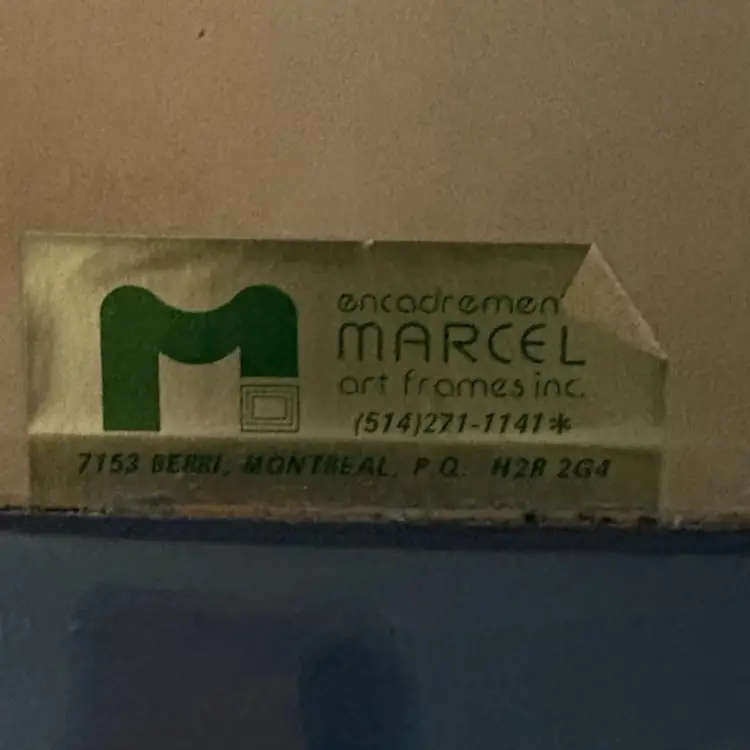 encadremen
MARCEL
art frames inc.
(514)271-1141*
7153 BERRI, MONTREAL, P.Q. H2R 2G4